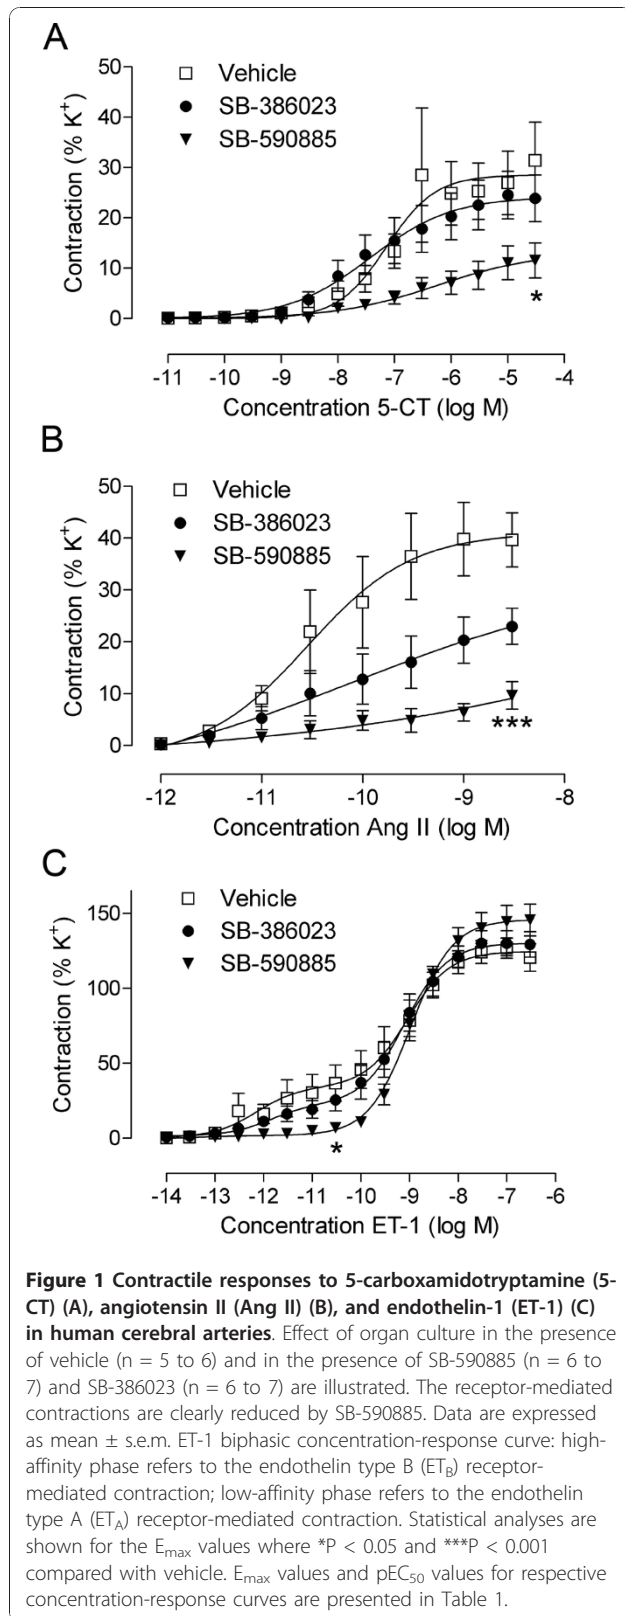 A
50
40
30
20
10
0
Contraction (% K+)
Vehicle
SB-386023
SB-590885
*
-11 -10 -9 -8 -7 -6 -5 -4
Concentration 5-CT (log M)
B
50
40
30
20
10
0
Contraction (% K+)
Vehicle
SB-386023
SB-590885
***
-12 -11 -10 -9 -8
Concentration Ang II (log M)
C
150
100
50
0
Contraction (% K+)
Vehicle
SB-386023
SB-590885
*
-14 -13 -12 -11 -10 -9 -8 -7 -6
Concentration ET-1 (log M)
Figure 1 Contractile responses to 5-carboxamidotryptamine (5-
CT) (A), angiotensin II (Ang II) (B), and endothelin-1 (ET-1) (C)
in human cerebral arteries. Effect of organ culture in the presence
of vehicle (n = 5 to 6) and in the presence of SB-590885 (n = 6 to
7) and SB-386023 (n = 6 to 7) are illustrated. The receptor-mediated
contractions are clearly reduced by SB-590885. Data are expressed
as mean ± s.e.m. ET-1 biphasic concentration-response curve: high-
affinity phase refers to the endothelin type B (ETB) receptor-
mediated contraction; low-affinity phase refers to the endothelin
type A (ETA) receptor-mediated contraction. Statistical analyses are
shown for the Emax values where *P < 0.05 and ***P < 0.001
compared with vehicle. Emax values and pEC50 values for respective
concentration-response curves are presented in Table 1.